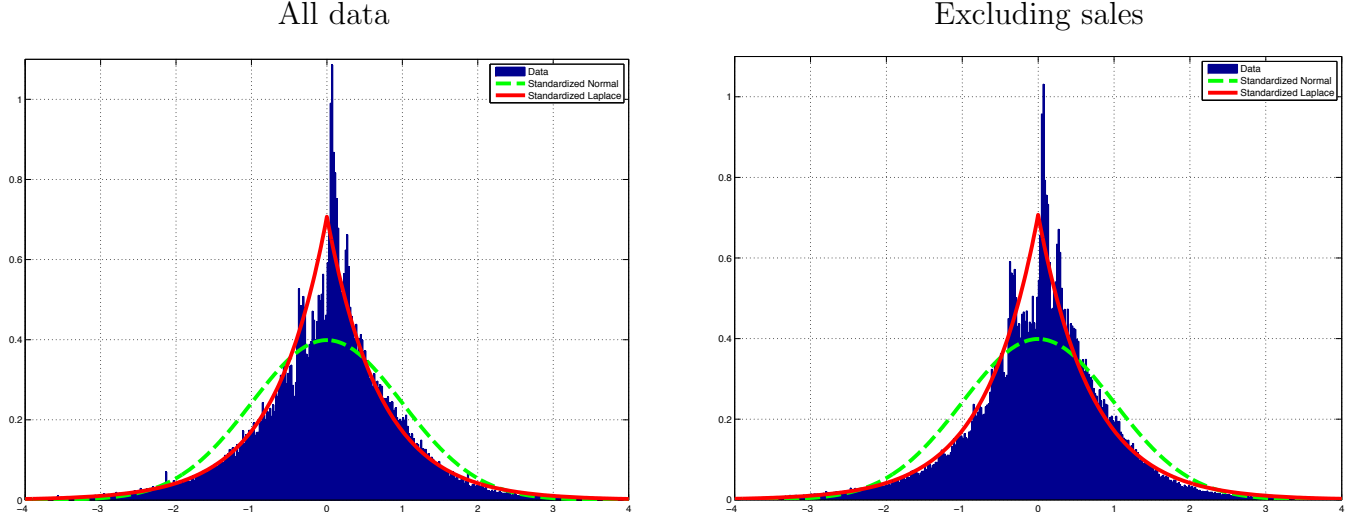 All data
Excluding sales
Data
Standardized Normal
Standardized Laplace
1
0.8
0.6
0.4
0.2
0
−4 −3 −2 −1 0 1 2 3 4
Data
Standardized Normal
Standardized Laplace
1
0.8
0.6
0.4
0.2
0
−4 −3 −2 −1 0 1 2 3 4